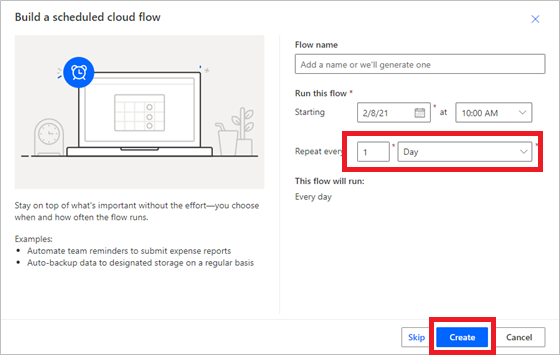 Build a scheduled cloud flow
Stay on top of what's important without the effort—you choose
when and how often the flow runs.
Examples:
• Automate team reminders to submit expense reports
• Auto-backup data to designated storage on a regular basis
Flow name
Add a name or we'll generate one
Run this flow *
Starting 2/8/21 * at 10:00 AM
Repeat every 1 * Day *
This flow will run:
Every day
Skip Create Cancel